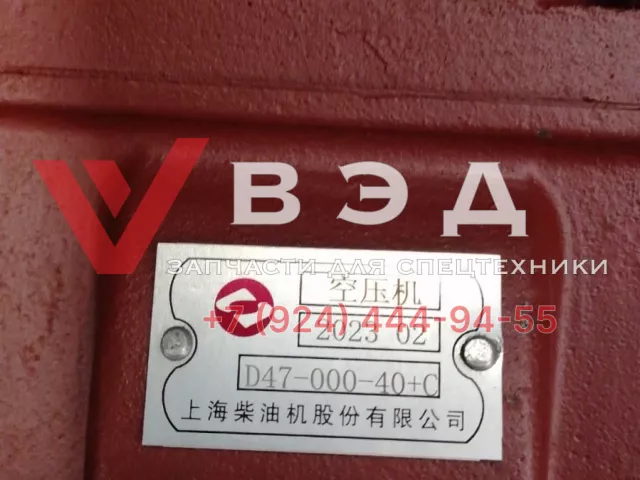 ВЭД
ЗАПЧАСТИ ДЛЯ СПЕЦТЕХНИКИ
空压机
+7 (924) 444-94-55
2023 02
D47-000-40+C
上海柴油机股份有限公司